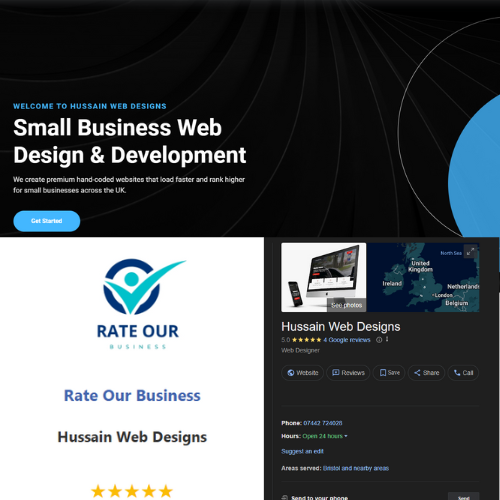 WELCOME TO HUSSAIN WEB DESIGNS
Small Business Web
Design & Development
We create premium hand-coded websites that load faster and rank higher
for small businesses across the UK.
Get Started
RATE OUR
BUSINESS
Rate Our Business
Hussain Web Designs
See photos
North Sea
United
Kingdom
Ireland
Netherlands
London
Belgium
Hussain Web Designs
5.0 ★★★★★ 4 Google reviews
Web Designer
Website
Reviews
Save
Share
Call
Phone: 07442 724028
Hours: Open 24 hours
Suggest an edit
Areas served: Bristol and nearby areas
Send to your phone
Send